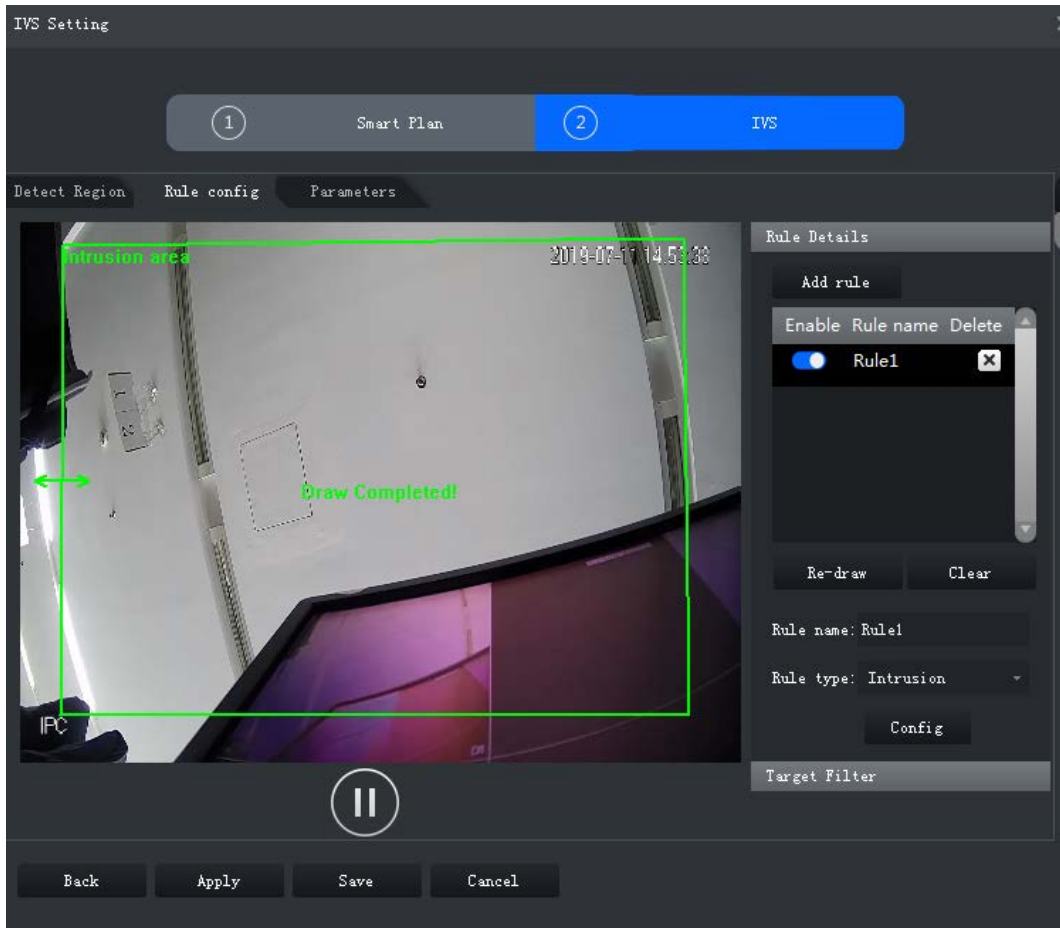 IVS Setting
1 Smart Plan 2 IVS
Detect Region Rule config Parameters
Intrusion area
2019-07-11 14:53:33
Draw Completed!
IPC
Rule Details
Add rule
Enable Rule name Delete
Rule1
Re-draw Clear
Rule name: Rule1
Rule type: Intrusion
Config
Target Filter
Back Apply Save Cancel